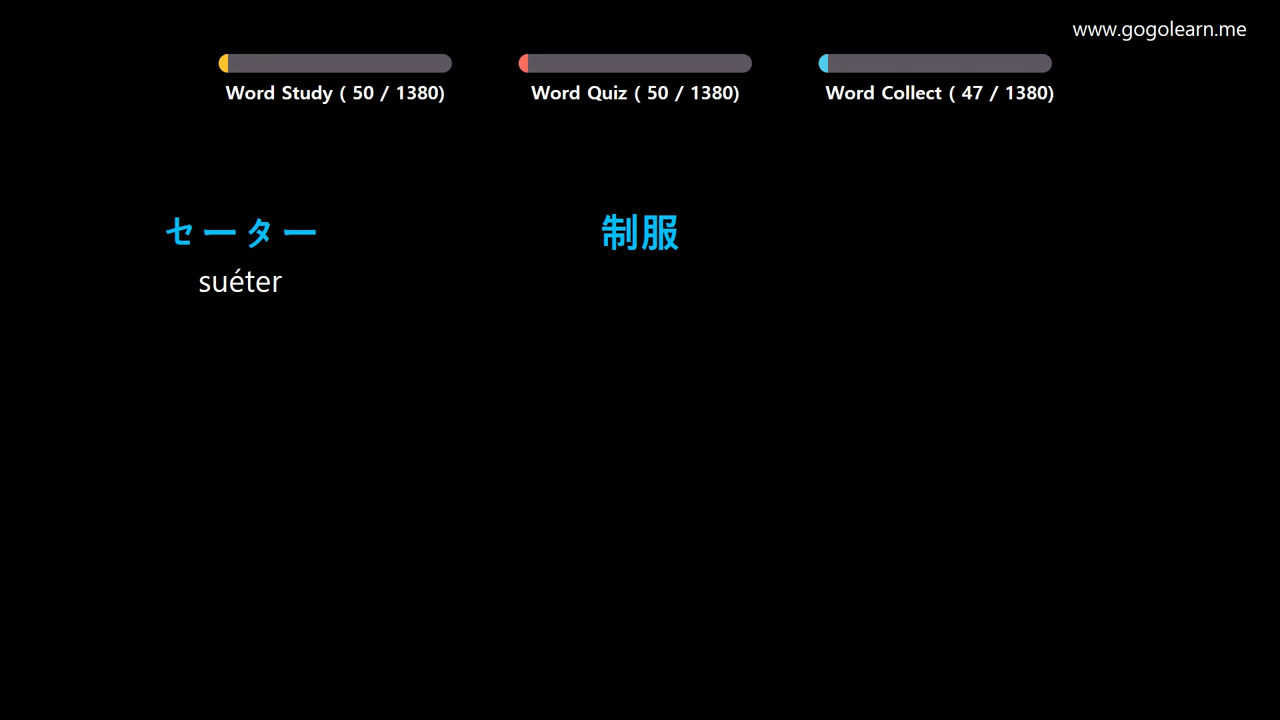 www.gogolearn.me
Word Study ( 50 / 1380)
Word Quiz ( 50 / 1380)
Word Collect ( 47 / 1380)
セーター
制服
suéter